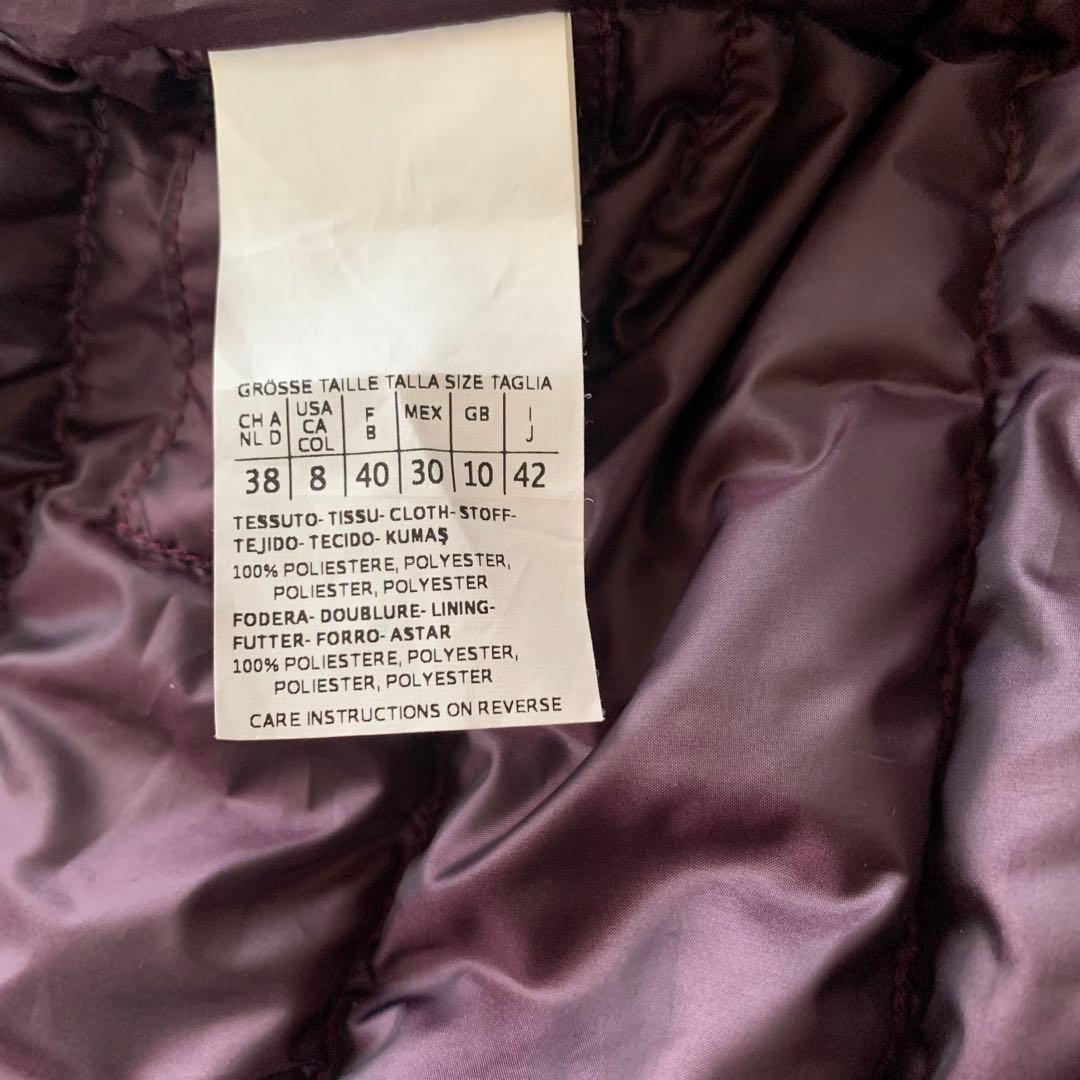 GRÖSSE TAILLE TALLA SIZE TAGLIA
CH A NL D USA CA COL F B MEX GB I J
38 8 40 30 10 42
TESSUTO- TISSU- CLOTH- STOFF-
TEJIDO- TECIDO- KUMAŞ
100% POLIESTERE, POLYESTER,
POLIESTER, POLYESTER
FODERA- DOUBLURE- LINING-
FUTTER- FORRO- ASTAR
100% POLIESTERE, POLYESTER,
POLIESTER, POLYESTER
CARE INSTRUCTIONS ON REVERSE